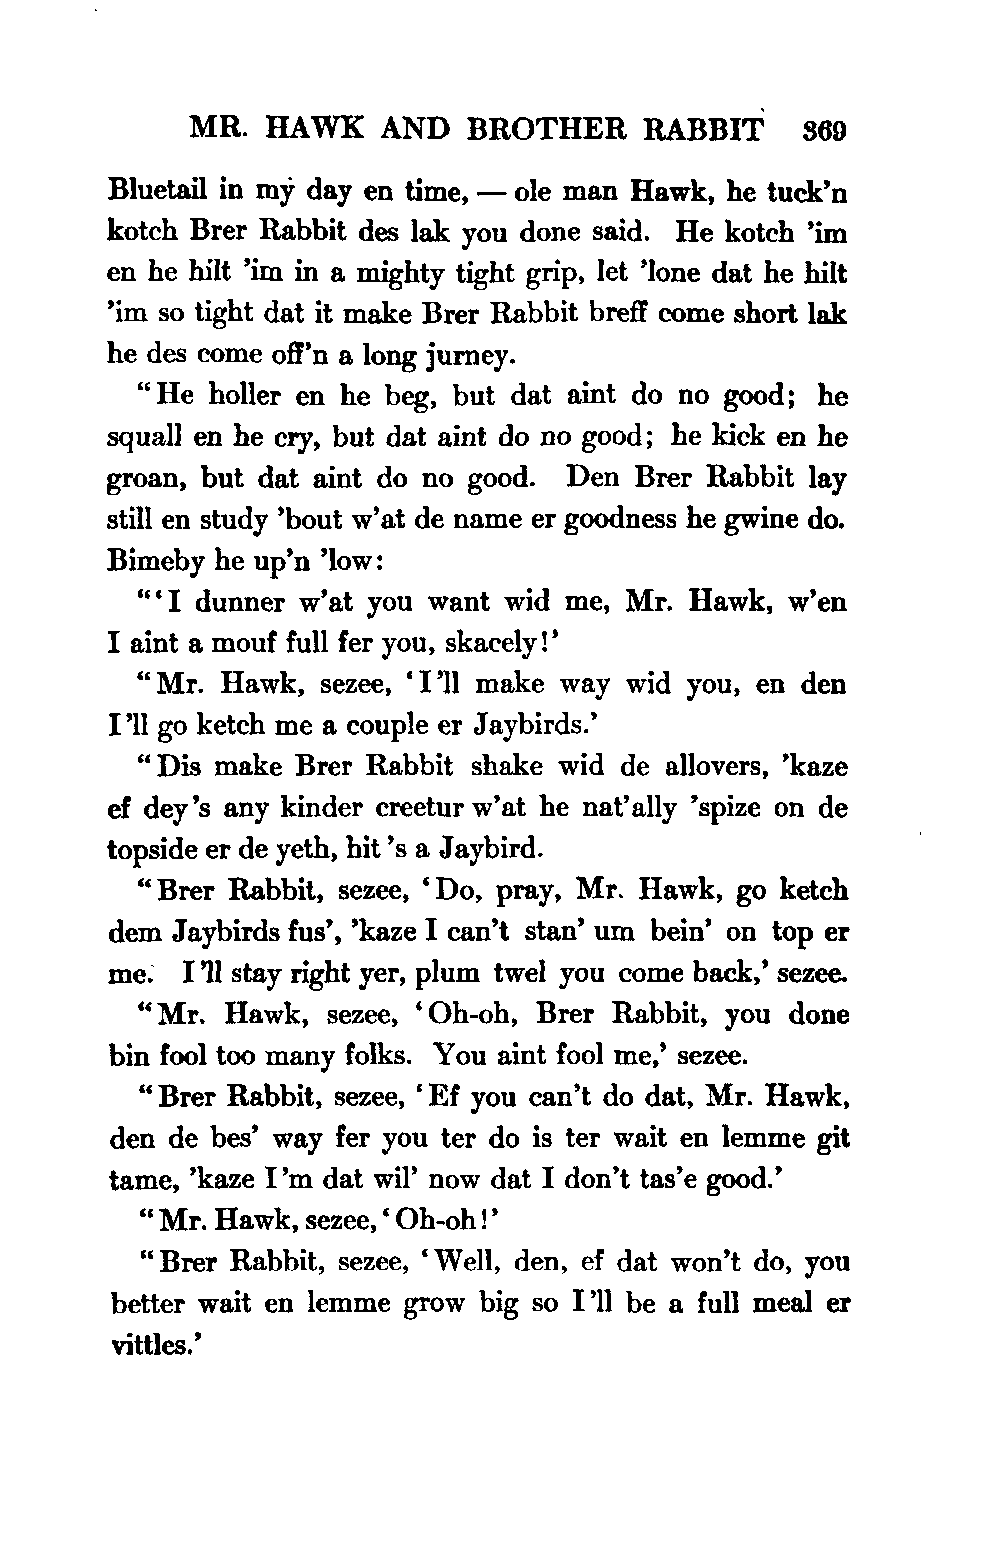 MR. HAWK AND BROTHER RABBIT 369
Bluetail in my day en time, — ole man Hawk, he tuck'n
kotch Brer Rabbit des lak you done said. He kotch 'im
en he hilt 'im in a mighty tight grip, let 'lone dat he hilt
'im so tight dat it make Brer Rabbit breff come short lak
he des come off'n a long jurney.
"He holler en he beg, but dat aint do no good; he
squall en he cry, but dat aint do no good; he kick en he
groan, but dat aint do no good. Den Brer Rabbit lay
still en study 'bout w'at de name er goodness he gwine do.
Bimeby he up'n 'low:
"'I dunner w'at you want wid me, Mr. Hawk, w'en
I aint a mouf full fer you, skacely!'
"Mr. Hawk, sezee, 'I'll make way wid you, en den
I'll go ketch me a couple er Jaybirds.'
"Dis make Brer Rabbit shake wid de allovers, 'kaze
ef dey's any kinder creetur w'at he nat'ally 'spize on de
topside er de yeth, hit's a Jaybird.
"Brer Rabbit, sezee, 'Do, pray, Mr. Hawk, go ketch
dem Jaybirds fus', 'kaze I can't stan' um bein' on top er
me. I'll stay right yer, plum twel you come back,' sezee.
"Mr. Hawk, sezee, 'Oh-oh, Brer Rabbit, you done
bin fool too many folks. You aint fool me,' sezee.
"Brer Rabbit, sezee, 'Ef you can't do dat, Mr. Hawk,
den de bes' way fer you ter do is ter wait en lemme git
tame, 'kaze I'm dat wil' now dat I don't tas'e good.'
"Mr. Hawk, sezee, 'Oh-oh!'
"Brer Rabbit, sezee, 'Well, den, ef dat won't do, you
better wait en lemme grow big so I'll be a full meal er
vittles.'